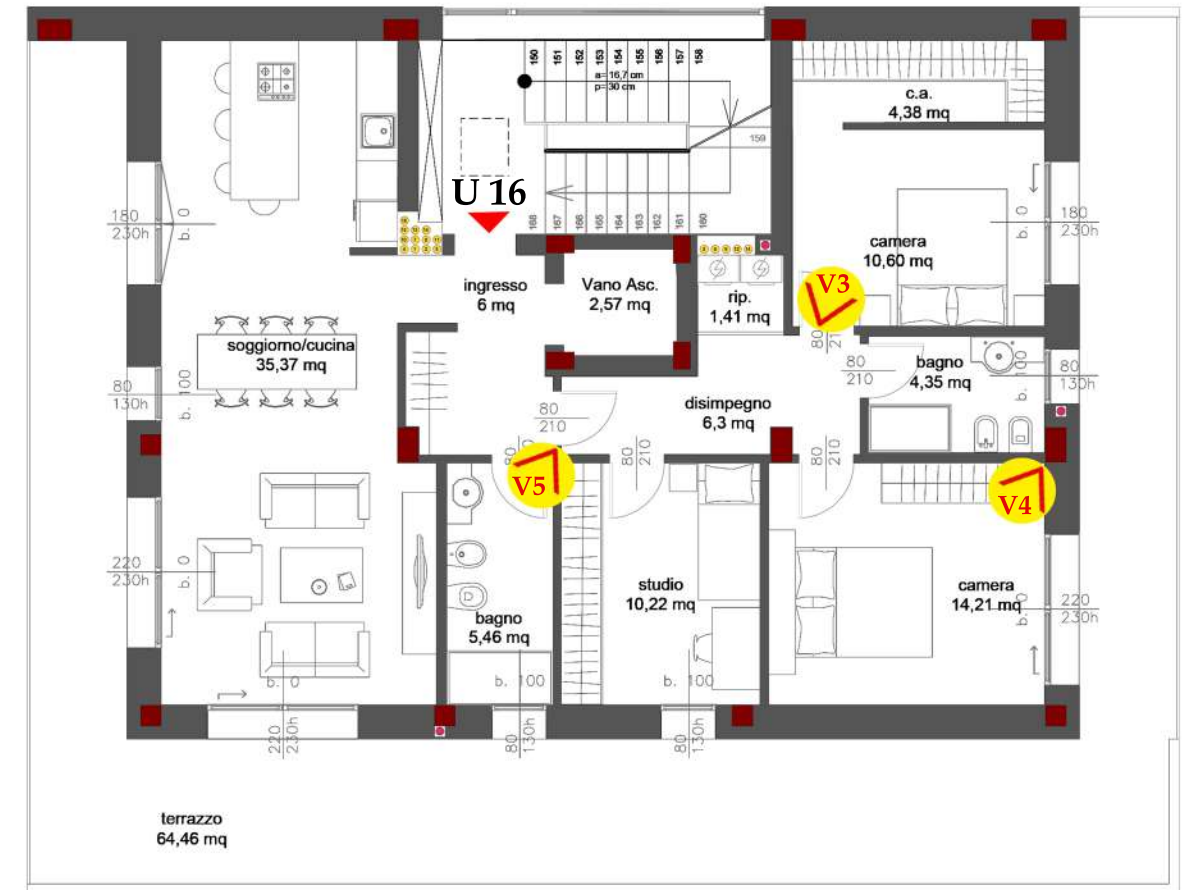 150
151
152
153
154
155
156
157
158
a= 16,7 cm
p= 30 cm
159
c.a.
4,38 mq
U 16
168
167
166
165
164
163
162
161
160
180
230h
b. 0
180
230h
b. 0
camera
10,60 mq
V3
ingresso
6 mq
Vano Asc.
2,57 mq
rip.
1,41 mq
80
21
soggiorno/cucina
35,37 mq
80
210
bagno
4,35 mq
80
130h
b. 100
80
130h
b. 100
disimpegno
6,3 mq
80
210
80
V5
80
210
80
210
V4
220
230h
b. 0
studio
10,22 mq
camera
14,21 mq
220
230h
b. 0
bagno
5,46 mq
b. 0
b. 100
b. 100
220
230h
80
130h
80
130h
terrazzo
64,46 mq